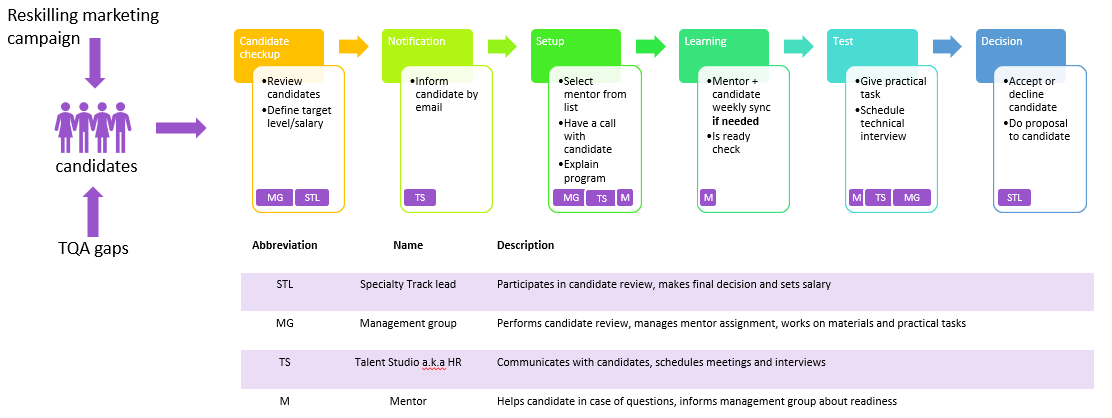 Reskilling marketing
campaign
candidates
TQA gaps
Candidate
checkup
•Review
candidates
•Define target
level/salary
MG STL
Notification
•Inform
candidate by
email
TS
Setup
•Select
mentor from
list
•Have a call
with
candidate
•Explain
program
MG TS M
Learning
•Mentor +
candidate
weekly sync
if needed
•Is ready
check
M
Test
•Give practical
task
•Schedule
technical
interview
M TS MG
Decision
•Accept or
decline
candidate
•Do proposal
to candidate
STL
Abbreviation Name Description
STL Specialty Track lead Participates in candidate review, makes final decision and sets salary
MG Management group Performs candidate review, manages mentor assignment, works on materials and practical tasks
TS Talent Studio a.k.a HR Communicates with candidates, schedules meetings and interviews
M Mentor Helps candidate in case of questions, informs management group about readiness